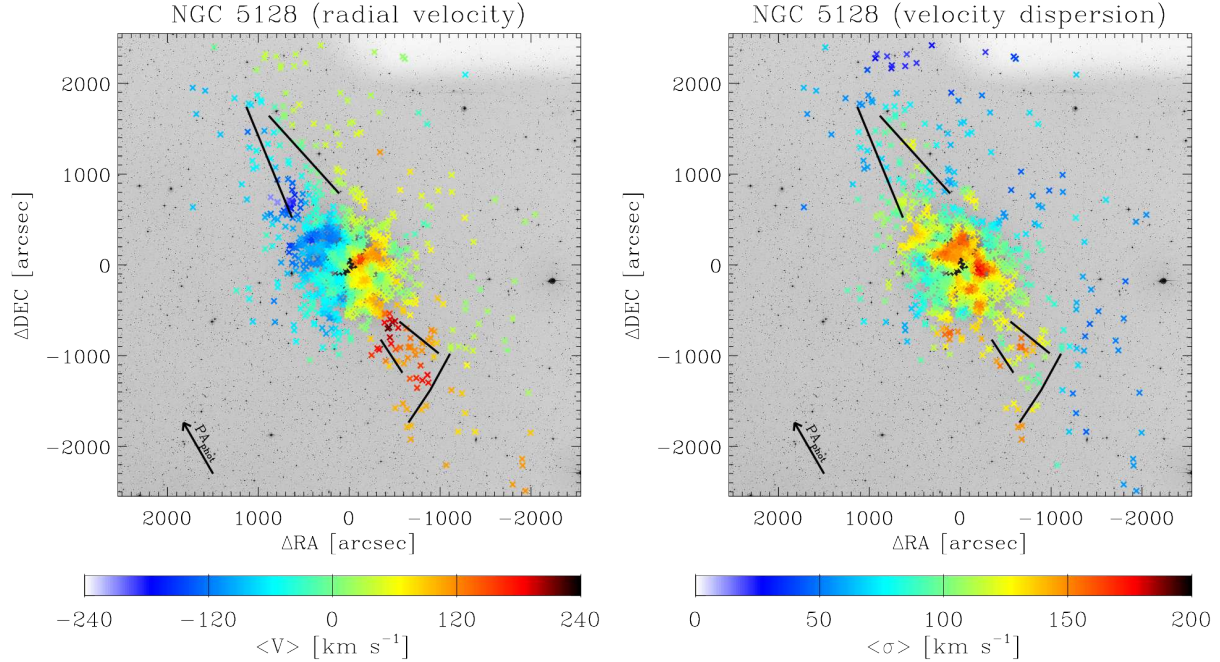 NGC 5128 (radial velocity)
2000
1000
0
−1000
−2000
ΔDEC [arcsec]
PAphot
2000 1000 0 −1000 −2000
ΔRA [arcsec]
−240 −120 0 120 240
<V> [km s−1]
NGC 5128 (velocity dispersion)
2000
1000
0
−1000
−2000
ΔDEC [arcsec]
PAphot
2000 1000 0 −1000 −2000
ΔRA [arcsec]
0 50 100 150 200
<σ> [km s−1]